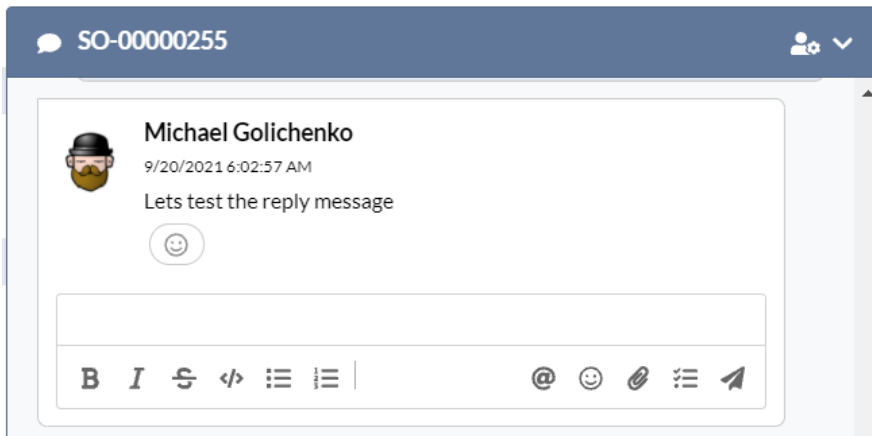 SO-00000255
Michael Golichenko
9/20/2021 6:02:57 AM
Lets test the reply message